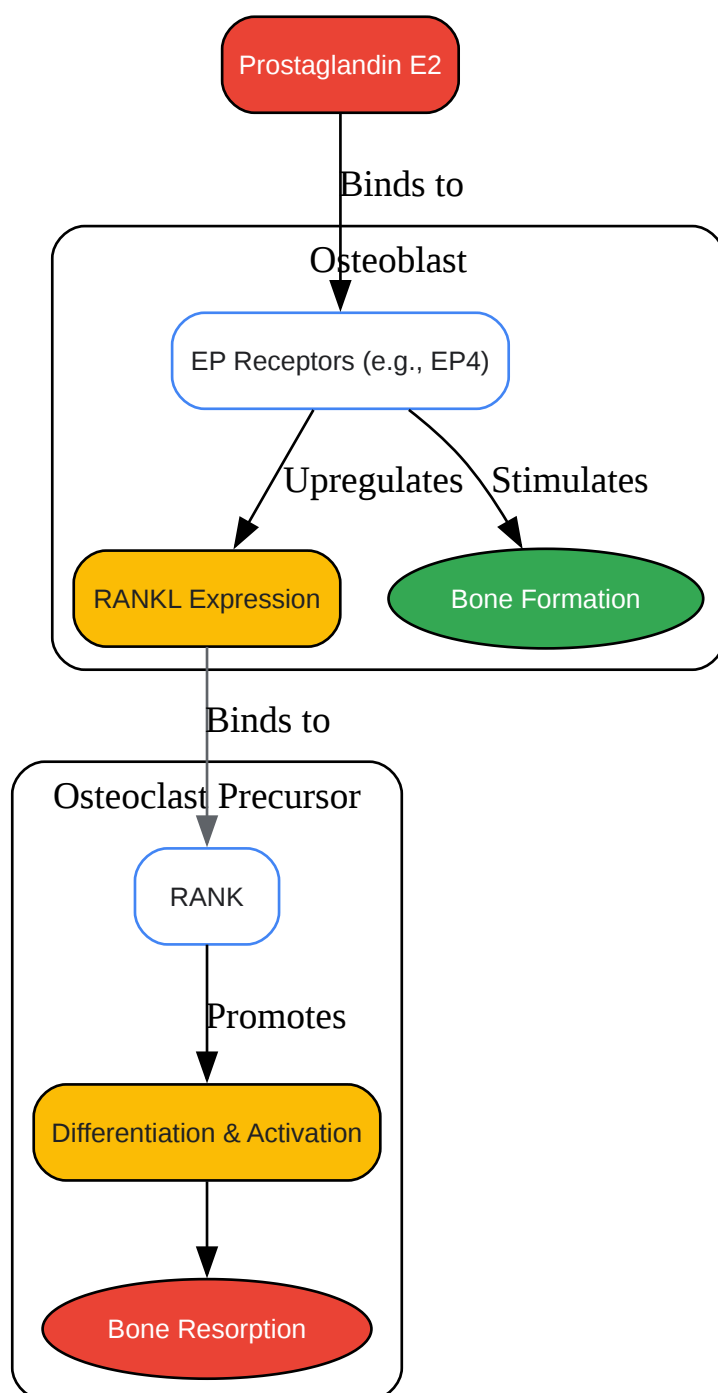 Prostaglandin E2
Binds to
Osteoblast
EP Receptors (e.g., EP4)
Upregulates
Stimulates
RANKL Expression
Bone Formation
Binds to
Osteoclast Precursor
RANK
Promotes
Differentiation & Activation
Bone Resorption